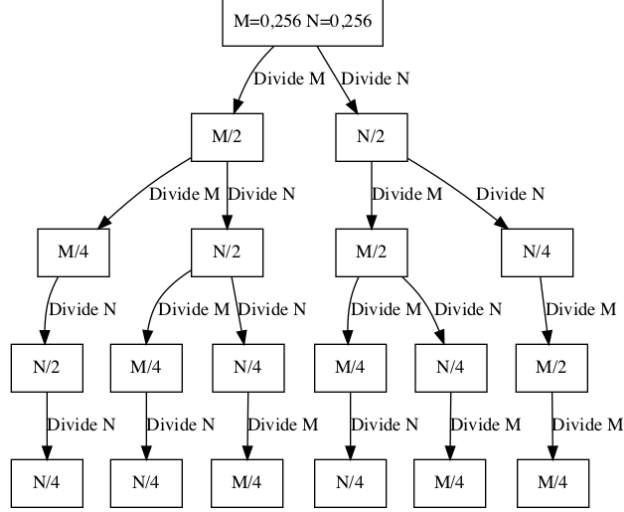 M=0,256 N=0,256
Divide M Divide N
M/2 N/2
Divide M Divide N Divide M Divide N
M/4 N/2 M/2 N/4
Divide N Divide M Divide N Divide M Divide N Divide M
N/2 M/4 N/4 M/4 N/4 M/2
Divide N Divide N Divide M Divide N Divide M Divide M
N/4 N/4 M/4 N/4 M/4 M/4